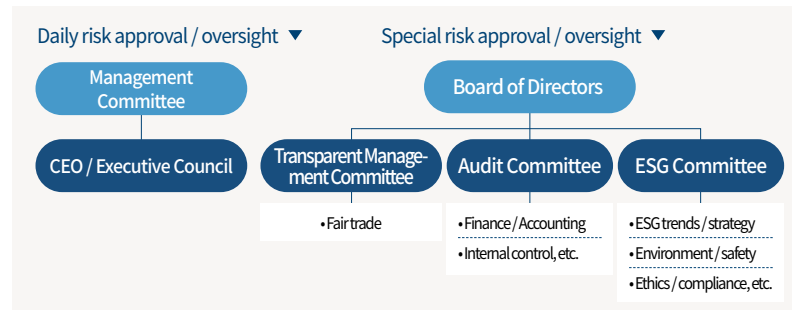 Daily risk approval / oversight ▼
Special risk approval / oversight ▼
Management
Committee
Board of Directors
CEO / Executive Council
Transparent Manage-
ment Committee
Audit Committee
ESG Committee
• Fair trade
• Finance / Accounting
• Internal control, etc.
• ESG trends / strategy
• Environment / safety
• Ethics / compliance, etc.